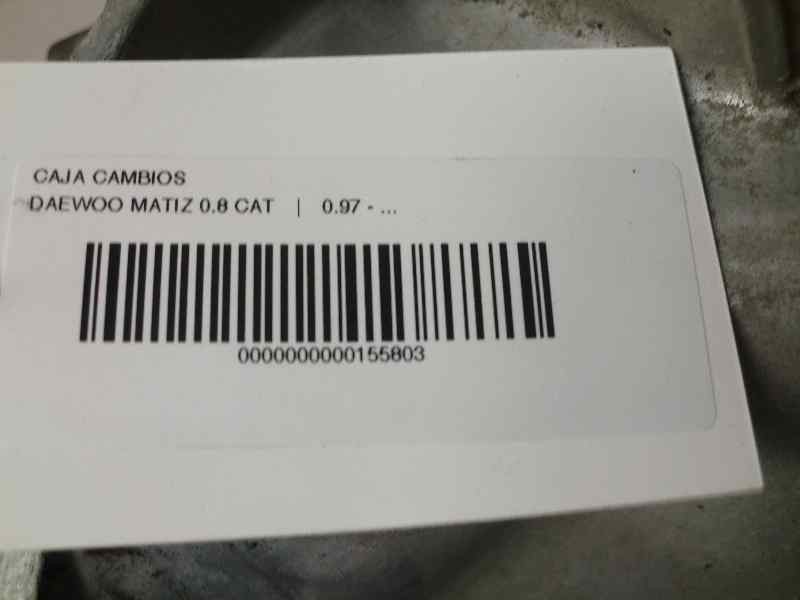 CAJA CAMBIOS
DAEWOO MATIZ 0.8 CAT | 0.97 - ...
0000000000155803